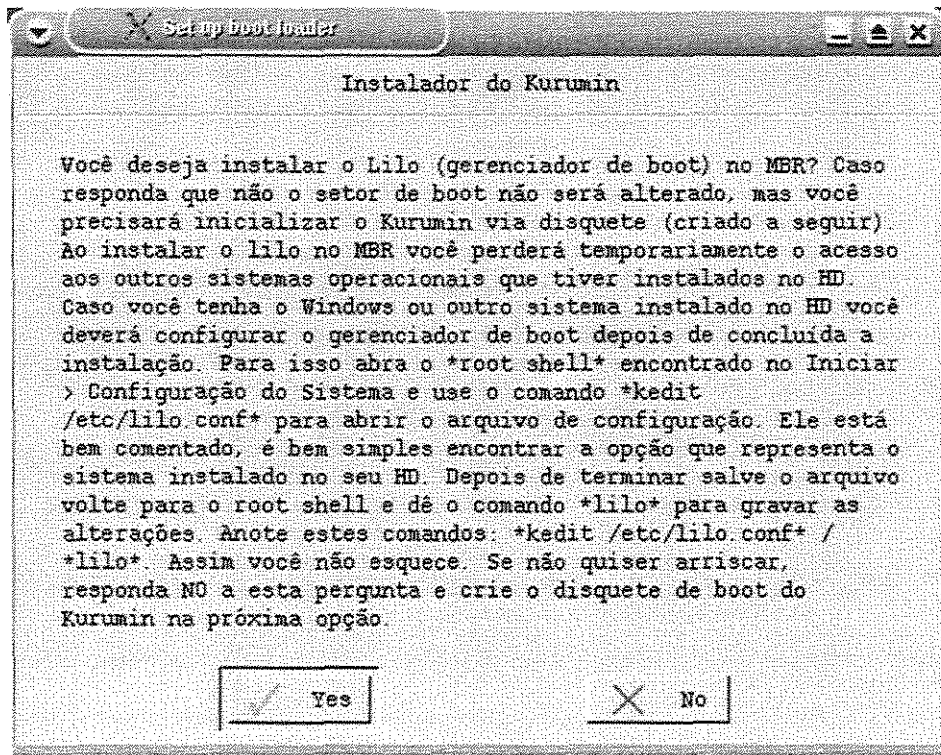 Set up boot loader
Instalador do Kurumin
Você deseja instalar o Lilo (gerenciador de boot) no MBR? Caso
responda que não o setor de boot não será alterado, mas você
precisará inicializar o Kurumin via disquete (criado a seguir).
Ao instalar o lilo no MBR você perderá temporariamente o acesso
aos outros sistemas operacionais que tiver instalados no HD.
Caso você tenha o Windows ou outro sistema instalado no HD você
deverá configurar o gerenciador de boot depois de concluída a
instalação. Para isso abra o *root shell* encontrado no Iniciar
> Configuração do Sistema e use o comando *kedit
/etc/lilo.conf* para abrir o arquivo de configuração. Ele está
bem comentado, é bem simples encontrar a opção que representa o
sistema instalado no seu HD. Depois de terminar salve o arquivo
volte para o root shell e dê o comando *lilo* para gravar as
alterações. Anote estes comandos: *kedit /etc/lilo.conf* /
*lilo*. Assim você não esquece. Se não quiser arriscar,
responda NO a esta pergunta e crie o disquete de boot do
Kurumin na próxima opção.
Yes
No